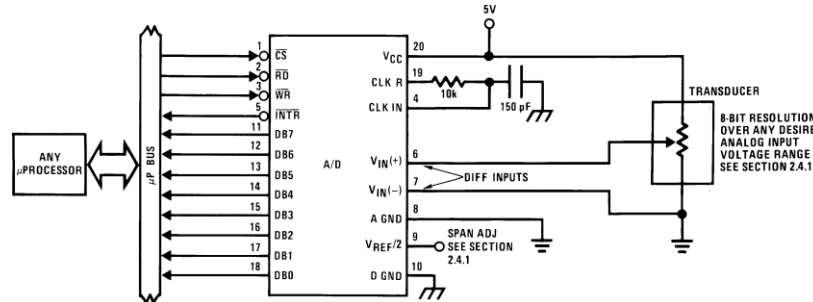 5V
1
CS
2
RD
3
WR
5
INTR
11
DB7
12
DB6
13
DB5
14
DB4
15
DB3
16
DB2
17
DB1
18
DB0
ANY
μPROCESSOR
μP BUS
A/D
VCC
20
CLK R
19
10k
CLK IN
4
150 pF
VIN(+)
6
DIFF INPUTS
VIN(−)
7
A GND
8
VREF/2
9
SPAN ADJ
SEE SECTION
2.4.1
D GND
10
TRANSDUCER
8-BIT RESOLUTION
OVER ANY DESIRE
ANALOG INPUT
VOLTAGE RANGE
SEE SECTION 2.4.1